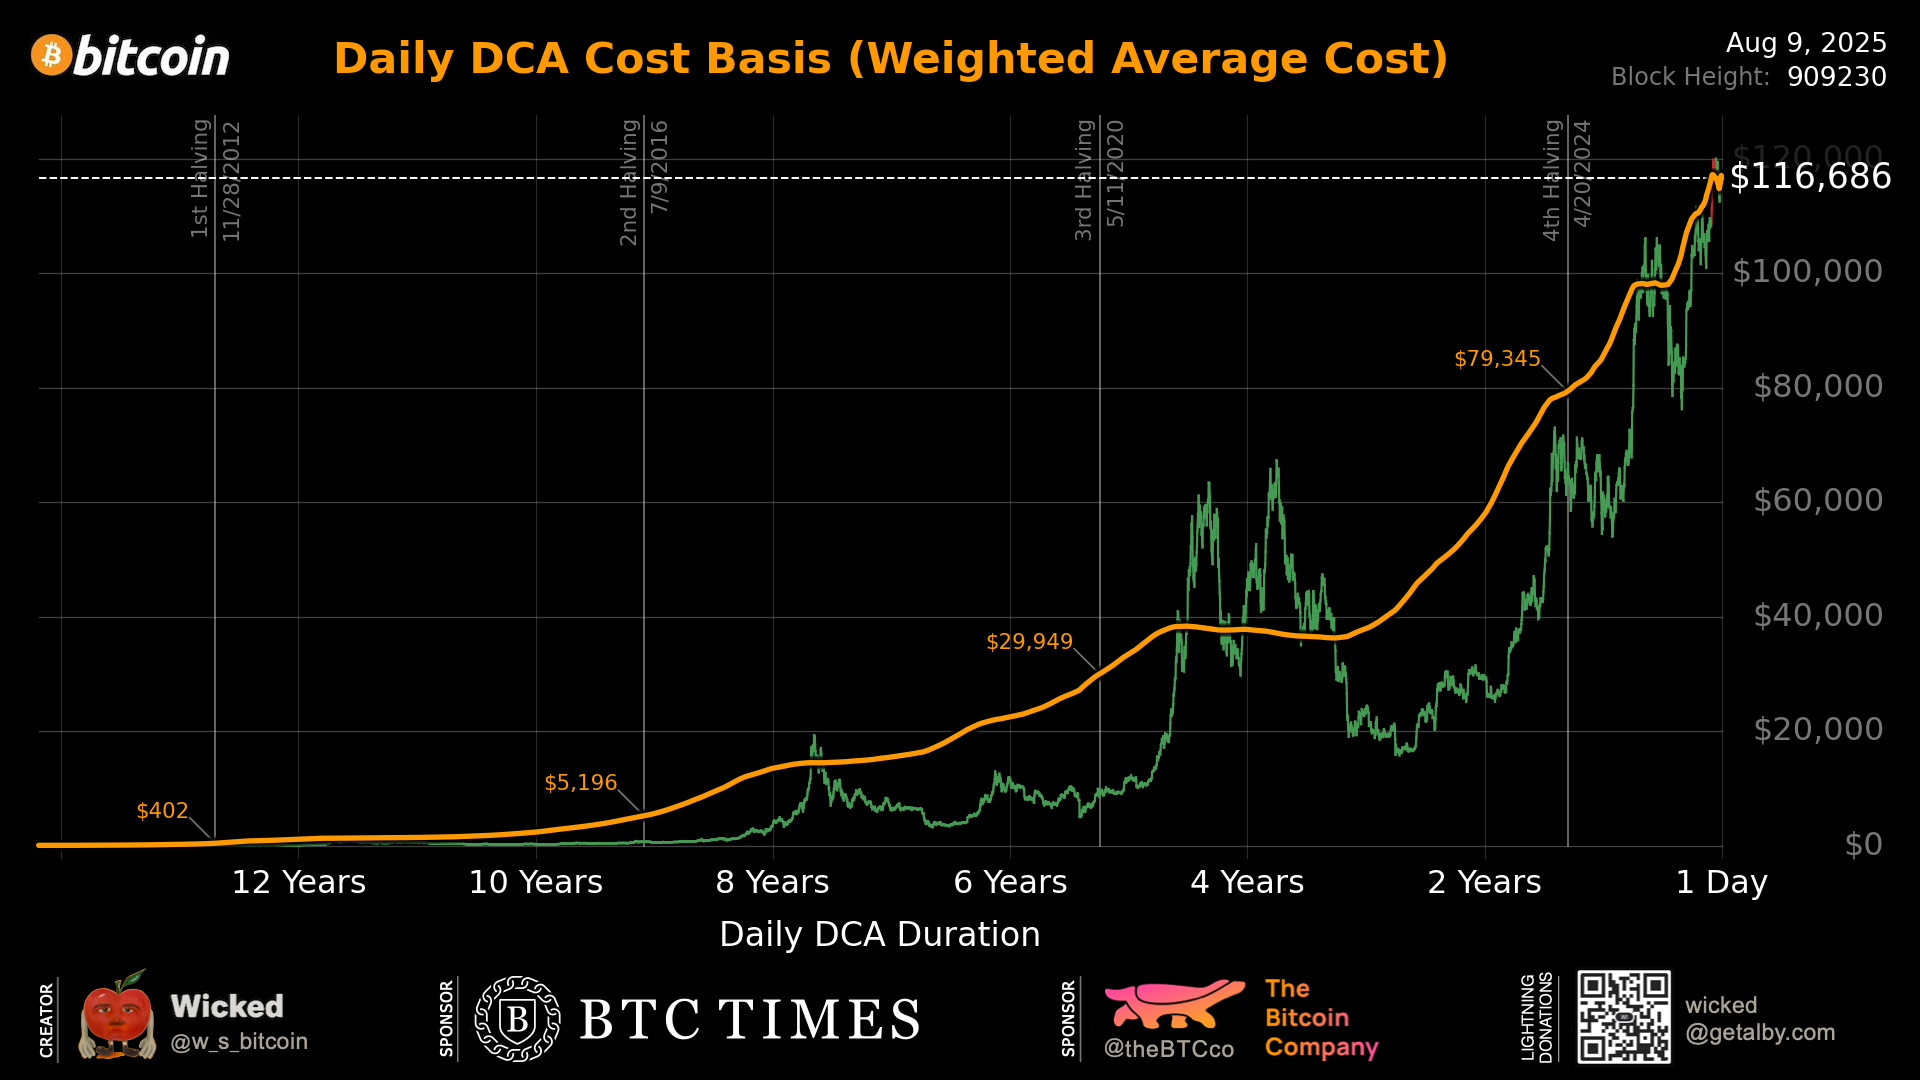 bitcoin
Daily DCA Cost Basis (Weighted Average Cost)
Aug 9, 2025
Block Height: 909230
1st Halving
11/28/2012
2nd Halving
7/9/2016
3rd Halving
5/11/2020
4th Halving
4/20/2024
$120,000
$116,686
$100,000
$80,000
$60,000
$40,000
$20,000
$0
$79,345
$29,949
$5,196
$402
12 Years
10 Years
8 Years
6 Years
4 Years
2 Years
1 Day
Daily DCA Duration
CREATOR
Wicked
@w_s_bitcoin
SPONSOR
B
BTC TIMES
SPONSOR
@theBTCco
The
Bitcoin
Company
LIGHTNING
DONATIONS
wicked
@getalby.com